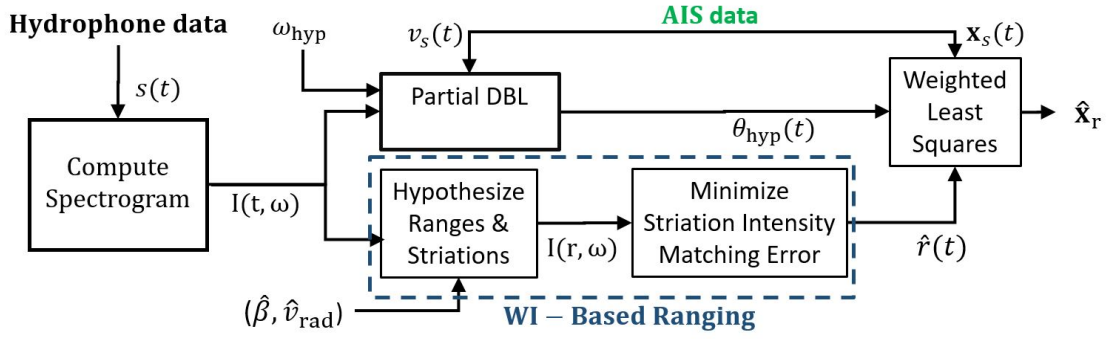 Hydrophone data
s(t)
Compute
Spectrogram
I(t, ω)
ω_hyp
v_s(t)
AIS data
𝐱_s(t)
Partial DBL
θ_hyp(t)
Weighted
Least
Squares
𝐱̂_r
Hypothesize
Ranges &
Striations
I(r, ω)
Minimize
Striation Intensity
Matching Error
r̂(t)
(β̂, v̂_rad)
WI − Based Ranging